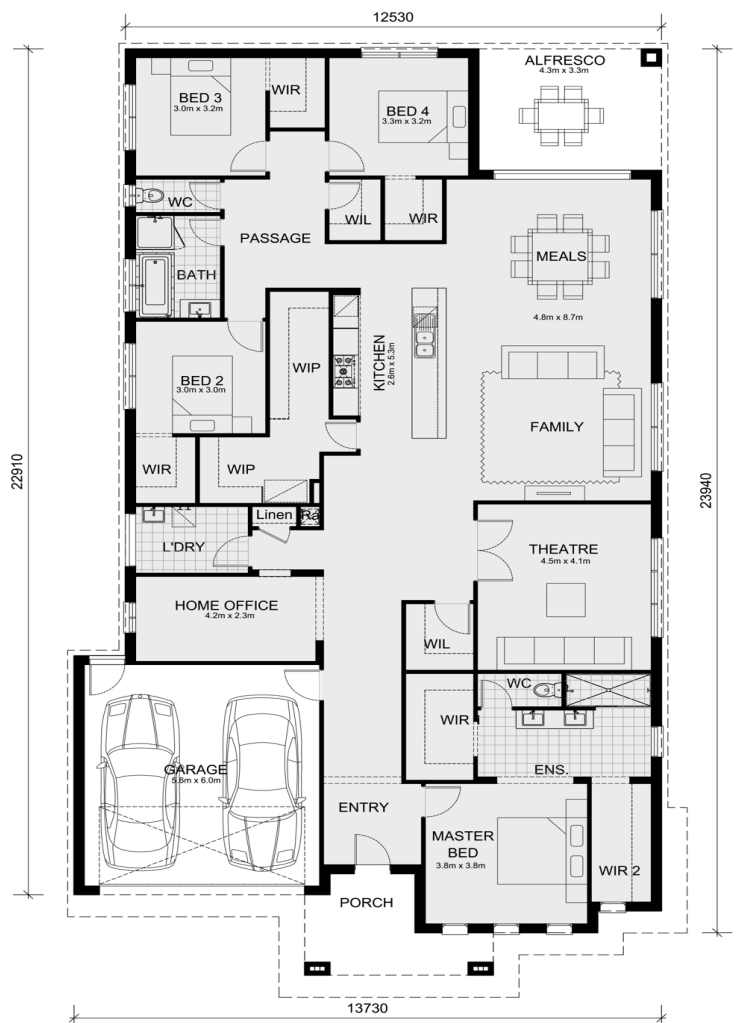 12530
ALFRESCO
4.3m x 3.3m
BED 3
3.0m x 3.2m
WIR
BED 4
3.3m x 3.2m
WC
WIL
WIR
PASSAGE
BATH
MEALS
4.8m x 8.7m
KITCHEN
2.6m x 5.3m
WIP
BED 2
3.0m x 3.0m
FAMILY
WIR
WIP
22910
23940
Linen
Ra
L'DRY
THEATRE
4.5m x 4.1m
HOME OFFICE
4.2m x 2.3m
WIL
WC
WIR
ENS.
GARAGE
5.8m x 6.0m
ENTRY
MASTER
BED
3.8m x 3.8m
WIR 2
PORCH
13730